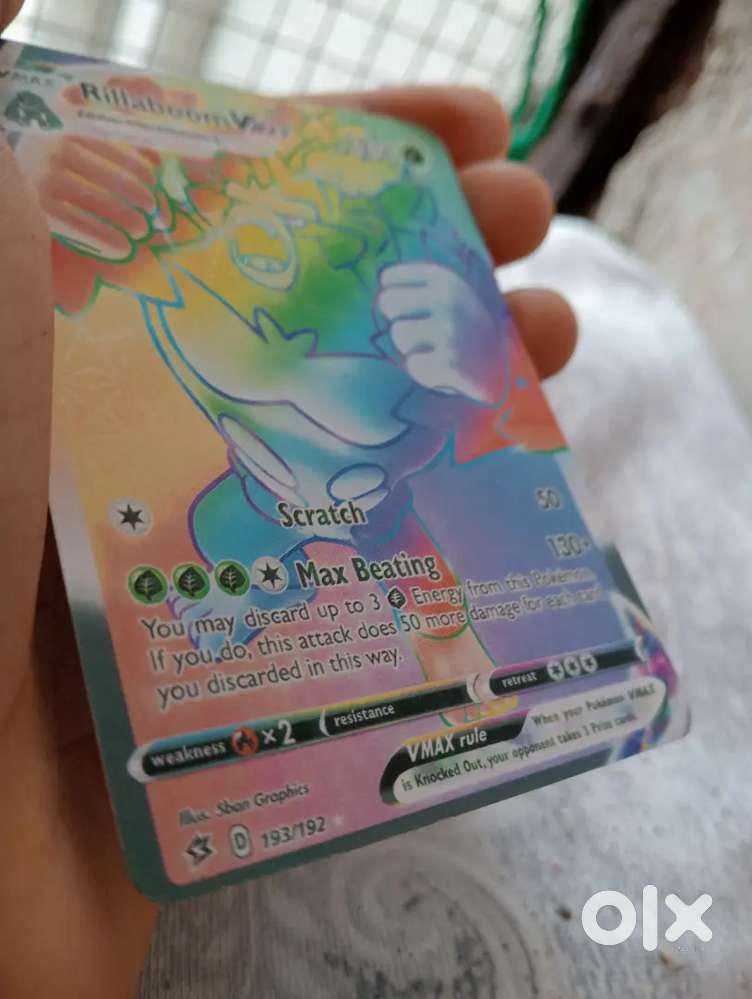 VMAX
RillaboomVMAX
Scratch 50
Max Beating 130+
You may discard up to 3 Energy from this Pokémon.
If you do, this attack does 50 more damage for each card
you discarded in this way.
weakness ×2 resistance retreat
VMAX rule When your Pokémon VMAX
is Knocked Out, your opponent takes 3 Prize cards.
Illus. 5ban Graphics
D 193/192
olx